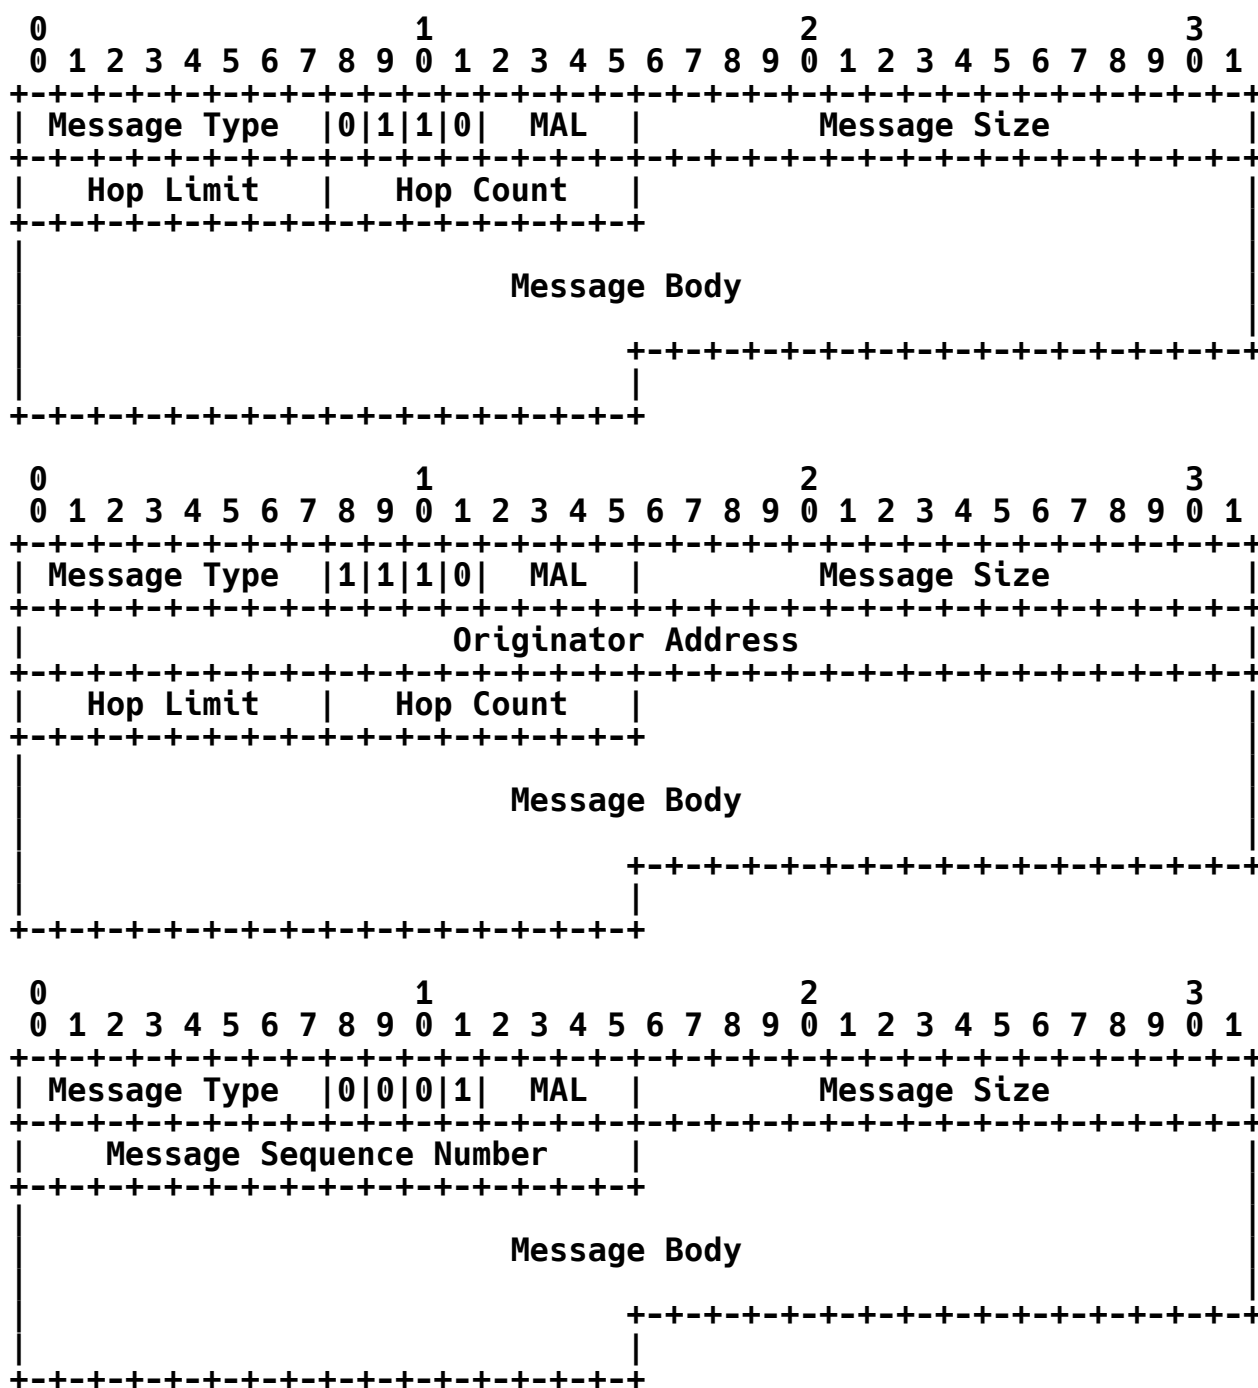 0                   1                   2                   3
 0 1 2 3 4 5 6 7 8 9 0 1 2 3 4 5 6 7 8 9 0 1 2 3 4 5 6 7 8 9 0 1
+-+-+-+-+-+-+-+-+-+-+-+-+-+-+-+-+-+-+-+-+-+-+-+-+-+-+-+-+-+-+-+-+
| Message Type  |0|1|1|0|  MAL  |         Message Size          |
+-+-+-+-+-+-+-+-+-+-+-+-+-+-+-+-+-+-+-+-+-+-+-+-+-+-+-+-+-+-+-+-+
|   Hop Limit   |   Hop Count   |                               |
+-+-+-+-+-+-+-+-+-+-+-+-+-+-+-+-+                               |
|                                                               |
|                         Message Body                          |
|                                                               |
|                               +-+-+-+-+-+-+-+-+-+-+-+-+-+-+-+-+
|                               |
+-+-+-+-+-+-+-+-+-+-+-+-+-+-+-+-+

 0                   1                   2                   3
 0 1 2 3 4 5 6 7 8 9 0 1 2 3 4 5 6 7 8 9 0 1 2 3 4 5 6 7 8 9 0 1
+-+-+-+-+-+-+-+-+-+-+-+-+-+-+-+-+-+-+-+-+-+-+-+-+-+-+-+-+-+-+-+-+
| Message Type  |1|1|1|0|  MAL  |         Message Size          |
+-+-+-+-+-+-+-+-+-+-+-+-+-+-+-+-+-+-+-+-+-+-+-+-+-+-+-+-+-+-+-+-+
|                      Originator Address                       |
+-+-+-+-+-+-+-+-+-+-+-+-+-+-+-+-+-+-+-+-+-+-+-+-+-+-+-+-+-+-+-+-+
|   Hop Limit   |   Hop Count   |                               |
+-+-+-+-+-+-+-+-+-+-+-+-+-+-+-+-+                               |
|                                                               |
|                         Message Body                          |
|                                                               |
|                               +-+-+-+-+-+-+-+-+-+-+-+-+-+-+-+-+
|                               |
+-+-+-+-+-+-+-+-+-+-+-+-+-+-+-+-+

 0                   1                   2                   3
 0 1 2 3 4 5 6 7 8 9 0 1 2 3 4 5 6 7 8 9 0 1 2 3 4 5 6 7 8 9 0 1
+-+-+-+-+-+-+-+-+-+-+-+-+-+-+-+-+-+-+-+-+-+-+-+-+-+-+-+-+-+-+-+-+
| Message Type  |0|0|0|1|  MAL  |         Message Size          |
+-+-+-+-+-+-+-+-+-+-+-+-+-+-+-+-+-+-+-+-+-+-+-+-+-+-+-+-+-+-+-+-+
|    Message Sequence Number    |                               |
+-+-+-+-+-+-+-+-+-+-+-+-+-+-+-+-+                               |
|                                                               |
|                         Message Body                          |
|                                                               |
|                               +-+-+-+-+-+-+-+-+-+-+-+-+-+-+-+-+
|                               |
+-+-+-+-+-+-+-+-+-+-+-+-+-+-+-+-+